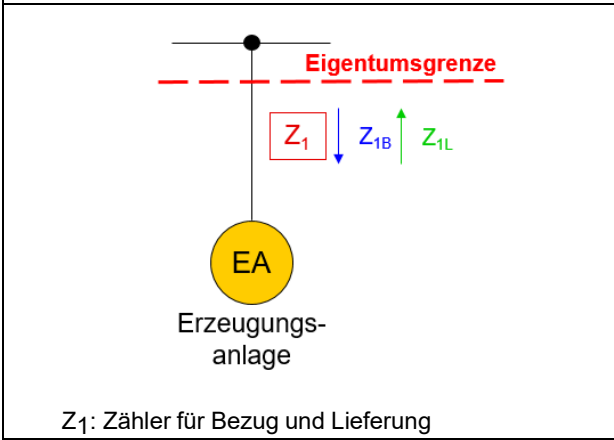 Eigentumsgrenze
Z₁ Z₁B Z₁L
EA
Erzeugungs-
anlage
Z₁: Zähler für Bezug und Lieferung